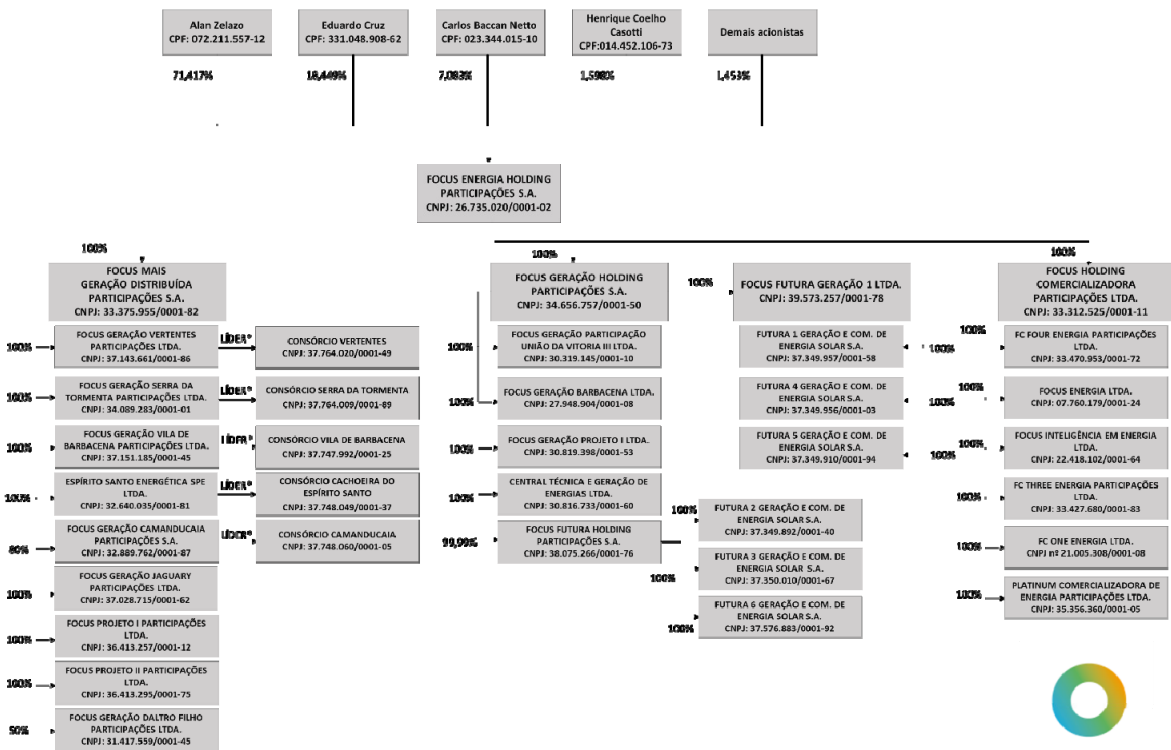 Alan Zelazo
CPF: 072.211.557-12
Eduardo Cruz
CPF: 331.048.908-62
Carlos Baccan Netto
CPF: 023.344.015-10
Henrique Coelho
Casotti
CPF:014.452.106-73
Demais acionistas
71,417%
18,449%
7,083%
1,598%
1,453%
FOCUS ENERGIA HOLDING
PARTICIPAÇÕES S.A.
CNPJ: 26.735.020/0001-02
100%
FOCUS MAIS
GERAÇÃO DISTRIBUÍDA
PARTICIPAÇÕES S.A.
CNPJ: 33.375.955/0001-82
100%
FOCUS GERAÇÃO HOLDING
PARTICIPAÇÕES S.A.
CNPJ: 34.656.757/0001-50
100%
FOCUS FUTURA GERAÇÃO 1 LTDA.
CNPJ: 39.573.257/0001-78
100%
FOCUS HOLDING
COMERCIALIZADORA
PARTICIPAÇÕES LTDA.
CNPJ: 33.312.525/0001-11
100%
FOCUS GERAÇÃO VERTENTES
PARTICIPAÇÕES LTDA.
CNPJ: 37.143.661/0001-86
LÍDER*
CONSÓRCIO VERTENTES
CNPJ: 37.764.020/0001-49
100%
FOCUS GERAÇÃO SERRA DA
TORMENTA PARTICIPAÇÕES LTDA.
CNPJ: 34.089.283/0001-01
LÍDER*
CONSÓRCIO SERRA DA TORMENTA
CNPJ: 37.764.009/0001-89
100%
FOCUS GERAÇÃO VILA DE
BARBACENA PARTICIPAÇÕES LTDA.
CNPJ: 37.151.185/0001-45
LÍDER*
CONSÓRCIO VILA DE BARBACENA
CNPJ: 37.747.992/0001-25
100%
ESPÍRITO SANTO ENERGÉTICA SPE
LTDA.
CNPJ: 32.640.035/0001-81
LÍDER*
CONSÓRCIO CACHOEIRA DO
ESPÍRITO SANTO
CNPJ: 37.748.049/0001-37
80%
FOCUS GERAÇÃO CAMANDUCAIA
PARTICIPAÇÕES S.A.
CNPJ: 32.889.762/0001-87
LÍDER*
CONSÓRCIO CAMANDUCAIA
CNPJ: 37.748.060/0001-05
100%
FOCUS GERAÇÃO JAGUARY
PARTICIPAÇÕES LTDA.
CNPJ: 37.028.715/0001-62
100%
FOCUS PROJETO I PARTICIPAÇÕES
LTDA.
CNPJ: 36.413.257/0001-12
100%
FOCUS PROJETO II PARTICIPAÇÕES
LTDA.
CNPJ: 36.413.295/0001-75
50%
FOCUS GERAÇÃO DALTRO FILHO
PARTICIPAÇÕES LTDA.
CNPJ: 31.417.559/0001-45
100%
FOCUS GERAÇÃO PARTICIPAÇÃO
UNIÃO DA VITORIA III LTDA.
CNPJ: 30.319.145/0001-10
100%
FOCUS GERAÇÃO BARBACENA LTDA.
CNPJ: 27.948.904/0001-08
100%
FOCUS GERAÇÃO PROJETO I LTDA.
CNPJ: 30.819.398/0001-53
100%
CENTRAL TÉCNICA E GERAÇÃO DE
ENERGIAS LTDA.
CNPJ: 30.816.733/0001-60
99,99%
FOCUS FUTURA HOLDING
PARTICIPAÇÕES S.A.
CNPJ: 38.075.266/0001-76
FUTURA 1 GERAÇÃO E COM. DE
ENERGIA SOLAR S.A.
CNPJ: 37.349.957/0001-58
100%
FUTURA 4 GERAÇÃO E COM. DE
ENERGIA SOLAR S.A.
CNPJ: 37.349.956/0001-03
100%
FUTURA 5 GERAÇÃO E COM. DE
ENERGIA SOLAR S.A.
CNPJ: 37.349.910/0001-94
100%
100%
FUTURA 2 GERAÇÃO E COM. DE
ENERGIA SOLAR S.A.
CNPJ: 37.349.892/0001-40
100%
FUTURA 3 GERAÇÃO E COM. DE
ENERGIA SOLAR S.A.
CNPJ: 37.350.010/0001-67
100%
FUTURA 6 GERAÇÃO E COM. DE
ENERGIA SOLAR S.A.
CNPJ: 37.576.883/0001-92
100%
FC FOUR ENERGIA PARTICIPAÇÕES
LTDA.
CNPJ: 33.470.953/0001-72
100%
FOCUS ENERGIA LTDA.
CNPJ: 07.760.179/0001-24
100%
FOCUS INTELIGÊNCIA EM ENERGIA
LTDA.
CNPJ: 22.418.102/0001-64
100%
FC THREE ENERGIA PARTICIPAÇÕES
LTDA.
CNPJ: 33.427.680/0001-83
100%
FC ONE ENERGIA LTDA.
CNPJ nº 21.005.308/0001-08
100%
PLATINUM COMERCIALIZADORA DE
ENERGIA PARTICIPAÇÕES LTDA.
CNPJ: 35.356.360/0001-05